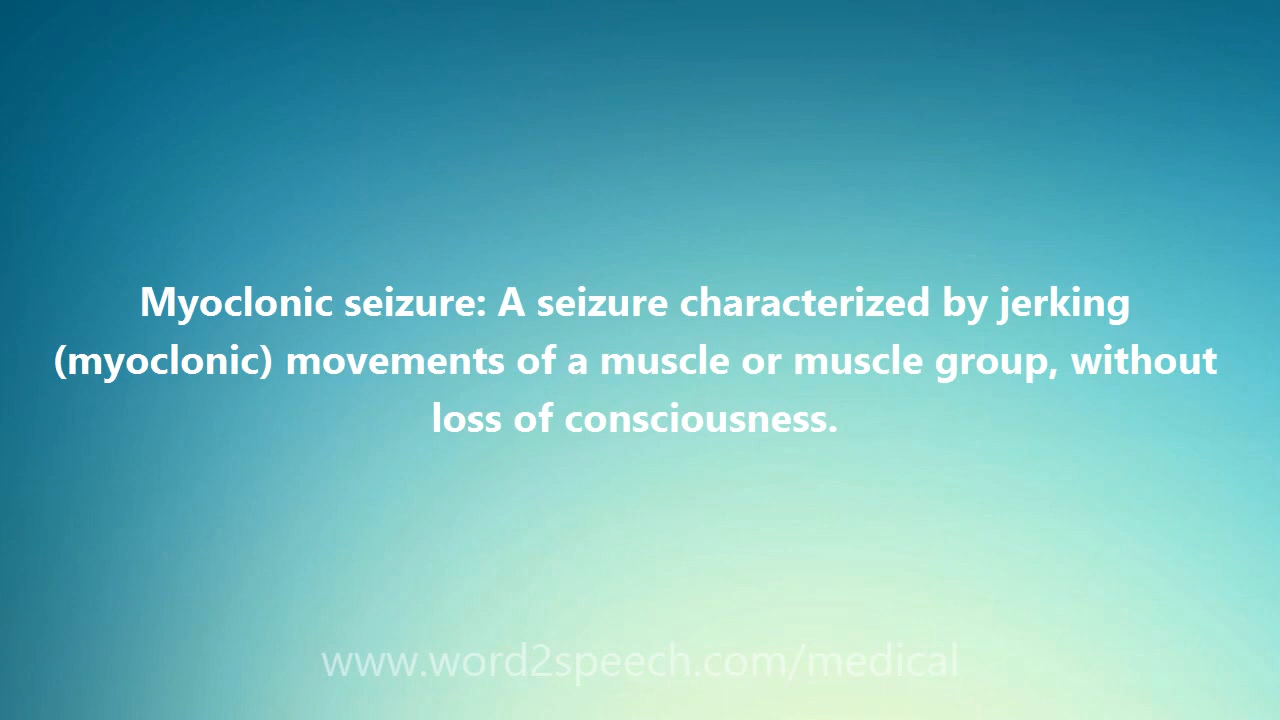 Myoclonic seizure: A seizure characterized by jerking
(myoclonic) movements of a muscle or muscle group, without
loss of consciousness.
www.word2speech.com/medical